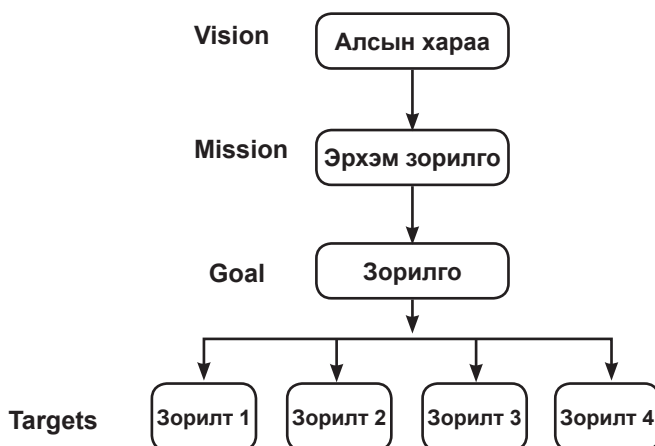 Vision
Алсын хараа
Mission
Эрхэм зорилго
Goal
Зорилго
Targets
Зорилт 1
Зорилт 2
Зорилт 3
Зорилт 4